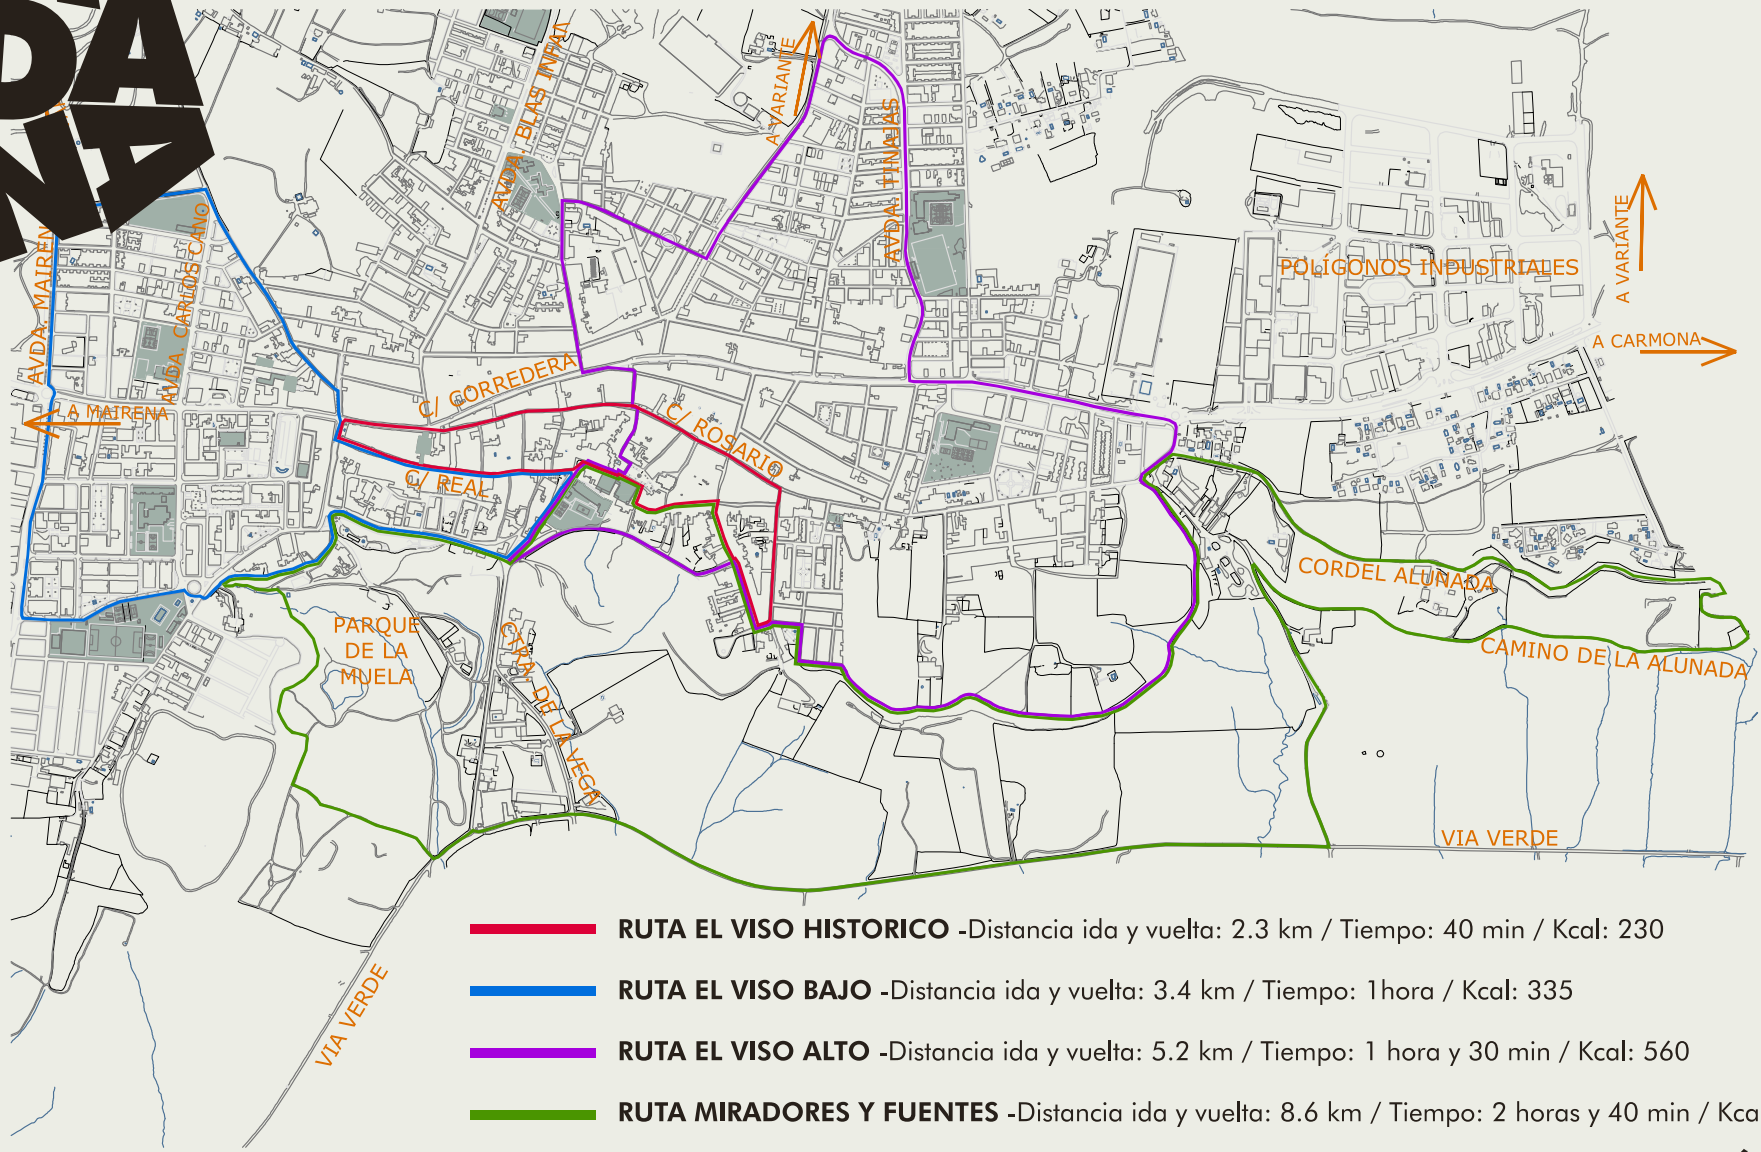 DA
NA
A VARIANTE
AVDA. BLAS INFAN
AVDA. TINAJAS
AVDA. MAIREN
AVDA. CARLOS CANO
A VARIANTE
POLÍGONOS INDUSTRIALES
A CARMONA
A MAIRENA
C/ CORREDERA
C/ ROSARIO
C/ REAL
CORDEL ALUNADA
CAMINO DE LA ALUNADA
PARQUE
DE LA
MUELA
CTRA. DE LA VEGA
VIA VERDE
VIA VERDE
RUTA EL VISO HISTORICO -Distancia ida y vuelta: 2.3 km / Tiempo: 40 min / Kcal: 230
RUTA EL VISO BAJO -Distancia ida y vuelta: 3.4 km / Tiempo: 1hora / Kcal: 335
RUTA EL VISO ALTO -Distancia ida y vuelta: 5.2 km / Tiempo: 1 hora y 30 min / Kcal: 560
RUTA MIRADORES Y FUENTES -Distancia ida y vuelta: 8.6 km / Tiempo: 2 horas y 40 min / Kca